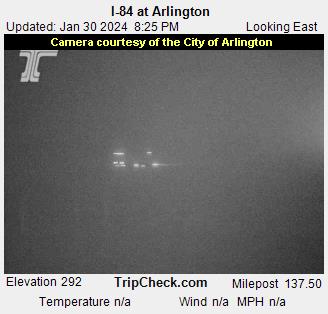 I-84 at Arlington
Updated: Jan 30 2024 8:25 PM Looking East
Camera courtesy of the City of Arlington
Elevation 292 TripCheck.com Milepost 137.50
Temperature n/a Wind n/a MPH n/a